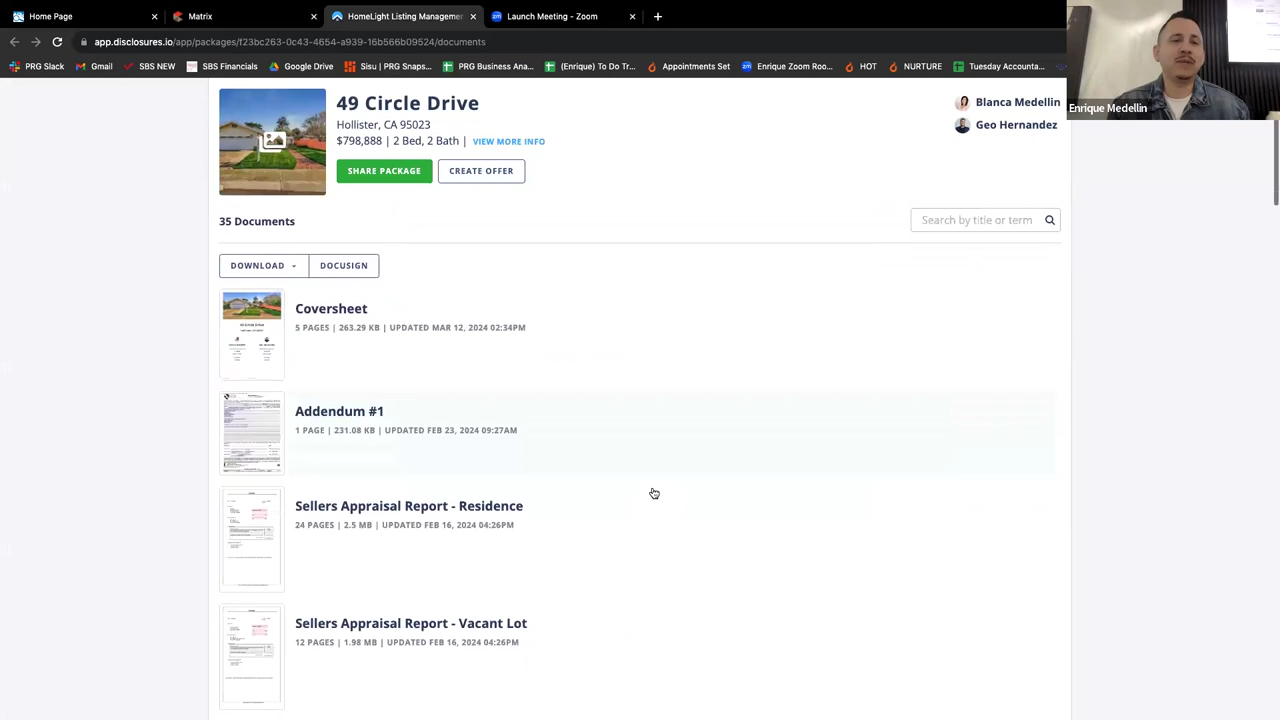 Home Page
Matrix
HomeLight Listing Management
Launch Meeting - Zoom
app.disclosures.io/app/packages/f23bc263-0c43-4654-a939-16b566b09524/documents
PRG Slack
Gmail
SBS NEW
SBS Financials
Google Drive
Sisu | PRG Snaps...
PRG Business Ana...
(Enrique) To Do Tr...
Appointments Set
Enrique Zoom Roo...
HOT
NURTURE
Tuesday Accounta...
Enrique Medellin
49 Circle Drive
Hollister, CA 95023
$798,888 | 2 Bed, 2 Bath | VIEW MORE INFO
SHARE PACKAGE
CREATE OFFER
Blanca Medellin
Geo Hernandez
35 Documents
Search by title or term
DOWNLOAD
DOCUSIGN
Coversheet
5 PAGES | 263.29 KB | UPDATED MAR 12, 2024 02:34PM
Addendum #1
1 PAGE | 231.08 KB | UPDATED FEB 23, 2024 09:27AM
Sellers Appraisal Report - Residence
24 PAGES | 2.5 MB | UPDATED FEB 16, 2024 04:26PM
Sellers Appraisal Report - Vacant Lot
12 PAGES | 1.98 MB | UPDATED FEB 16, 2024 04:26PM